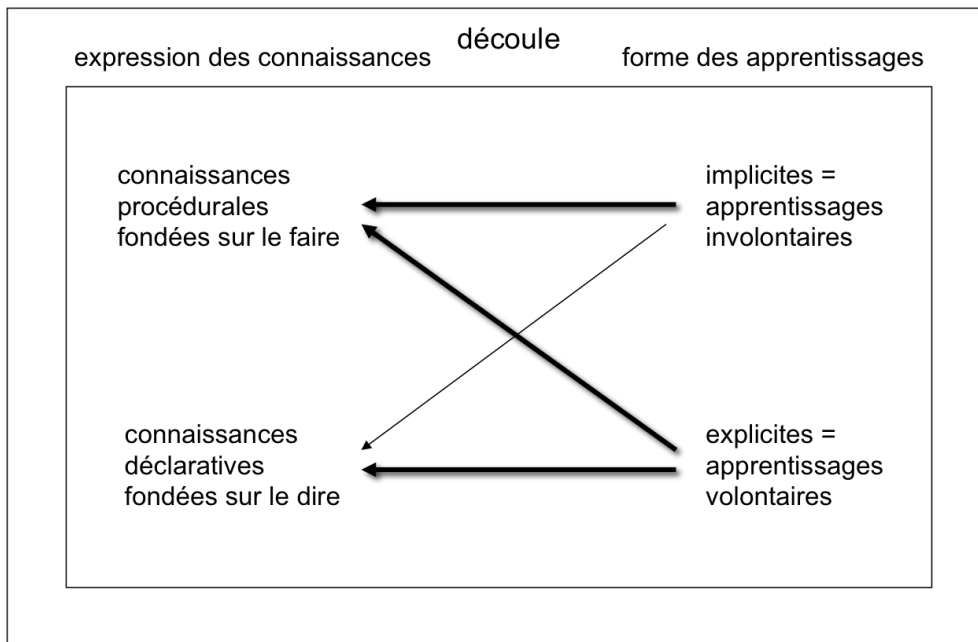 découle
expression des connaissances
forme des apprentissages
connaissances
procédurales
fondées sur le faire
implicites =
apprentissages
involontaires
connaissances
déclaratives
fondées sur le dire
explicites =
apprentissages
volontaires